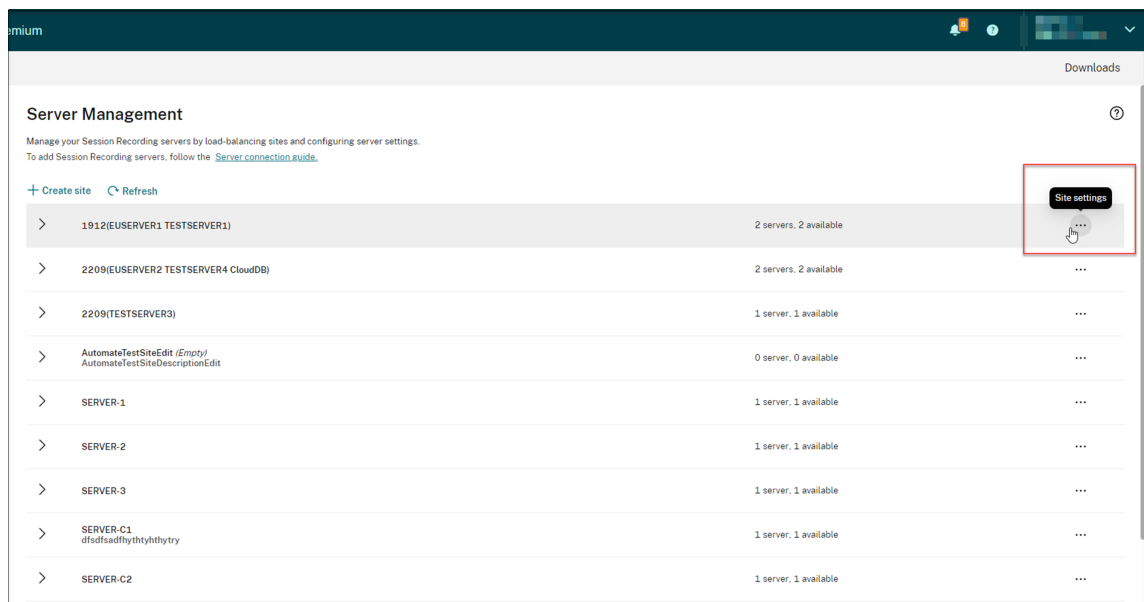 emium
8
?
Downloads
Server Management
?
Manage your Session Recording servers by load-balancing sites and configuring server settings.
To add Session Recording servers, follow the Server connection guide.
+ Create site Refresh
Site settings
1912(EUSERVER1 TESTSERVER1) 2 servers, 2 available ...
2209(EUSERVER2 TESTSERVER4 CloudDB) 2 servers, 2 available ...
2209(TESTSERVER3) 1 server, 1 available ...
AutomateTestSiteEdit (Empty) 0 server, 0 available ...
AutomateTestSiteDescriptionEdit
SERVER-1 1 server, 1 available ...
SERVER-2 1 server, 1 available ...
SERVER-3 1 server, 1 available ...
SERVER-C1 1 server, 1 available ...
dfsdfsadfhythtyhthytry
SERVER-C2 1 server, 1 available ...